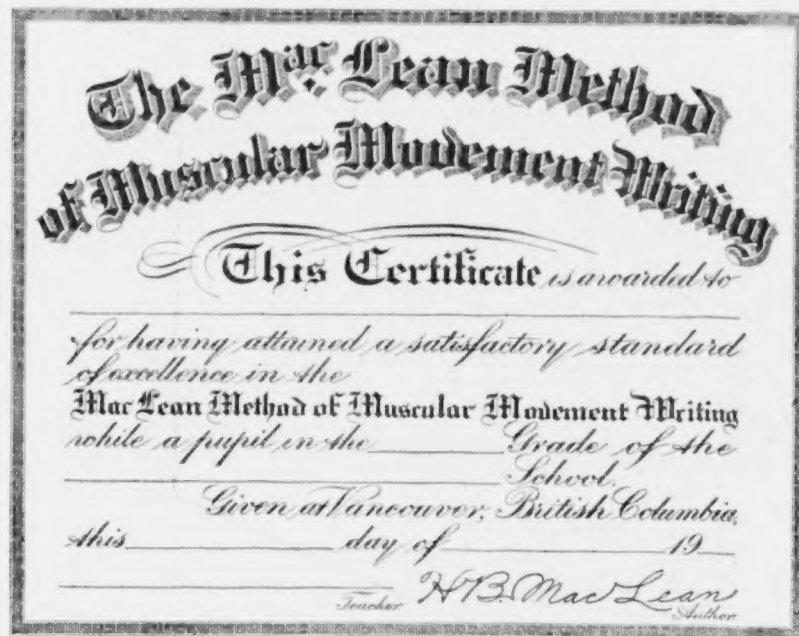 The MacLean Method
of Muscular Movement Writing
This Certificate is awarded to
for having attained a satisfactory standard
of excellence in the
MacLean Method of Muscular Movement Writing
while a pupil in the Grade of the
School.
Given at Vancouver, British Columbia,
this day of 19
H.B. MacLean
Teacher Author